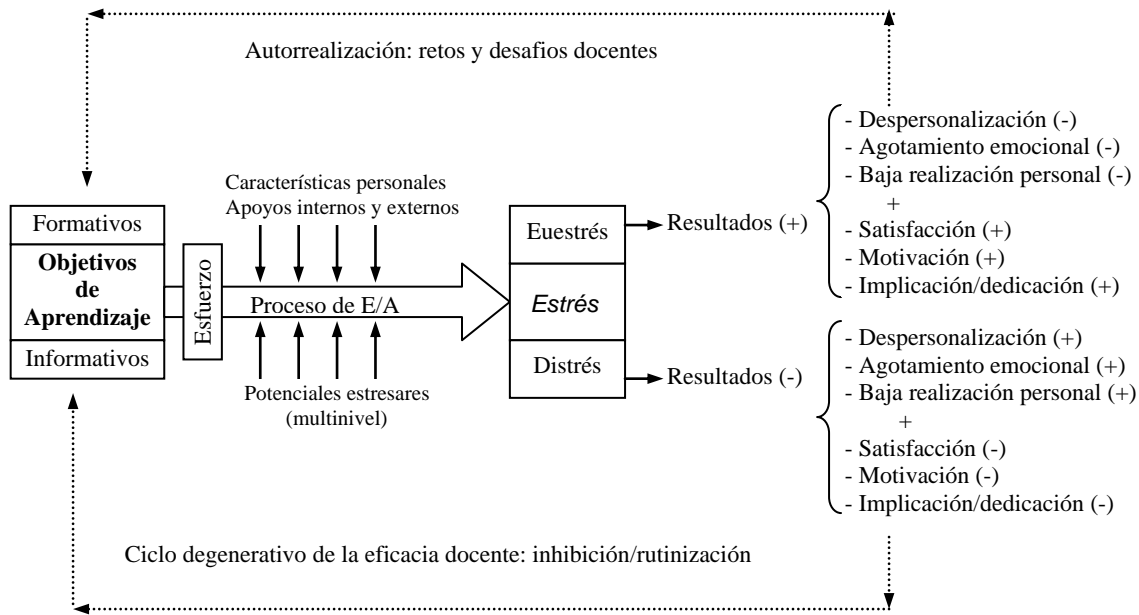 Autorrealización: retos y desafios docentes
- Despersonalización (-)
- Agotamiento emocional (-)
- Baja realización personal (-)
+
- Satisfacción (+)
- Motivación (+)
- Implicación/dedicación (+)
Características personales
Apoyos internos y externos
Formativos
Objetivos
de
Aprendizaje
Informativos
Esfuerzo
Proceso de E/A
Potenciales estresares
(multinivel)
Euestrés
Estrés
Distrés
Resultados (+)
Resultados (-)
- Despersonalización (+)
- Agotamiento emocional (+)
- Baja realización personal (+)
+
- Satisfacción (-)
- Motivación (-)
- Implicación/dedicación (-)
Ciclo degenerativo de la eficacia docente: inhibición/rutinización